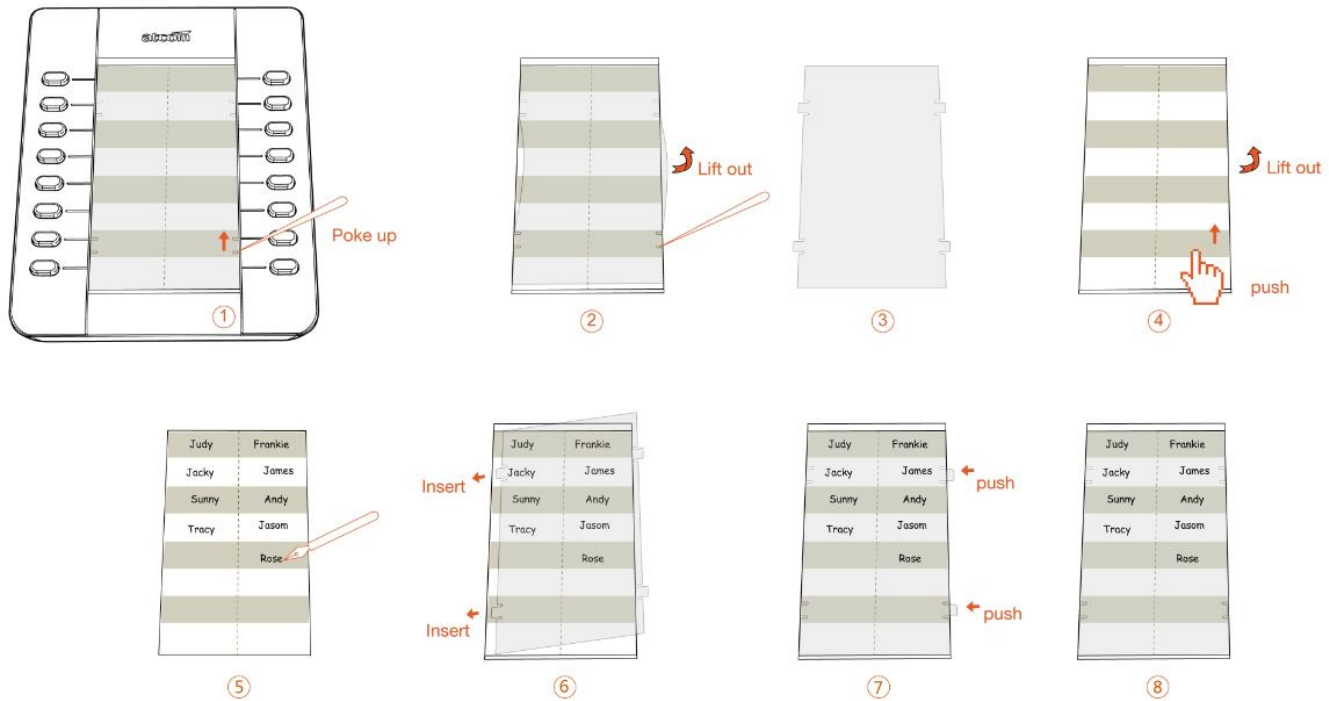 atcom
Poke up
1
Lift out
2
3
Lift out
push
4
Judy Frankie
Jacky James
Sunny Andy
Tracy Jasom
Rose
5
Judy Frankie
Insert Jacky James
Sunny Andy
Tracy Jasom
Rose
Insert
6
Judy Frankie
Jacky James push
Sunny Andy
Tracy Jasom
Rose
push
7
Judy Frankie
Jacky James
Sunny Andy
Tracy Jasom
Rose
8